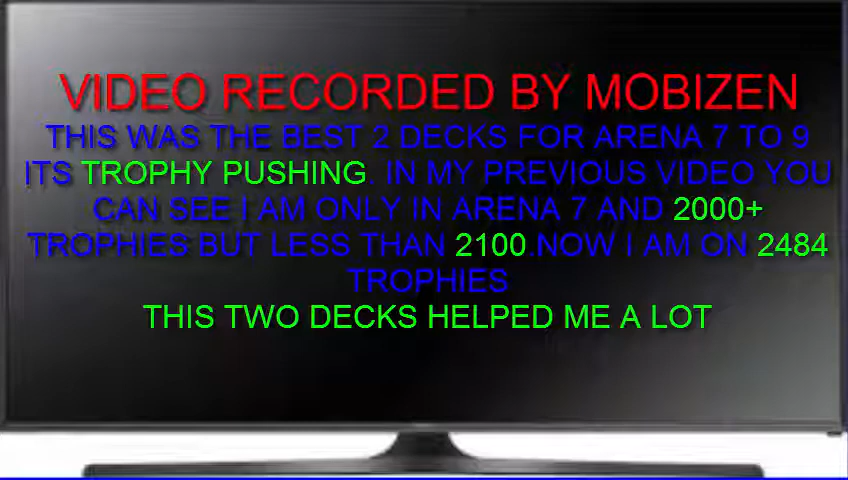 VIDEO RECORDED BY MOBIZEN
THIS WAS THE BEST 2 DECKS FOR ARENA 7 TO 9
ITS TROPHY PUSHING. IN MY PREVIOUS VIDEO YOU
CAN SEE I AM ONLY IN ARENA 7 AND 2000+
TROPHIES BUT LESS THAN 2100.NOW I AM ON 2484
TROPHIES
THIS TWO DECKS HELPED ME A LOT